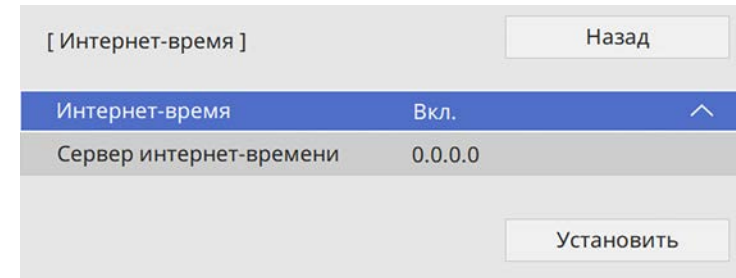 [ Интернет-время ] Назад
Интернет-время Вкл.
Сервер интернет-времени 0.0.0.0
Установить